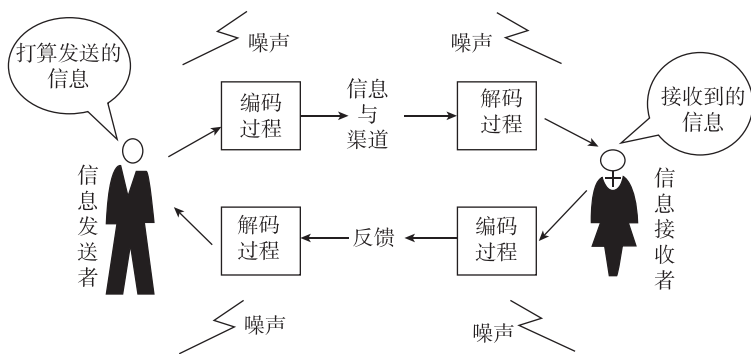 打算发送的
信息
噪声
噪声
接收到的
信息
编码
过程
信息
与
渠道
解码
过程
信息发送者
信息接收者
解码
过程
反馈
编码
过程
噪声
噪声